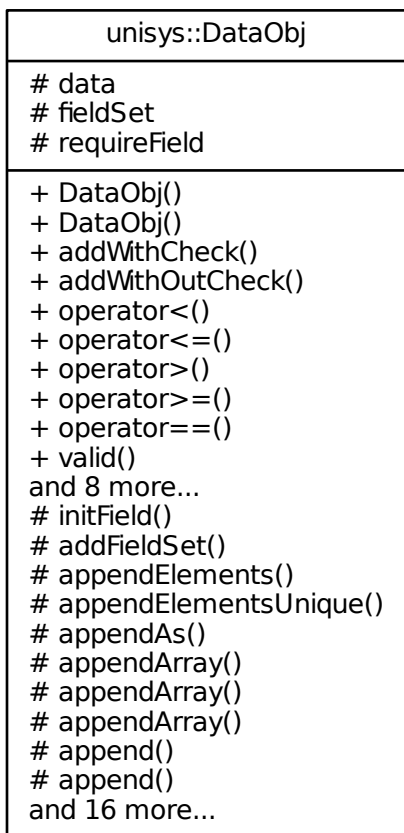 unisys::DataObj
# data
# fieldSet
# requireField
+ DataObj()
+ DataObj()
+ addWithCheck()
+ addWithOutCheck()
+ operator<()
+ operator<=()
+ operator>()
+ operator>=()
+ operator==()
+ valid()
and 8 more...
# initField()
# addFieldSet()
# appendElements()
# appendElementsUnique()
# appendAs()
# appendArray()
# appendArray()
# appendArray()
# append()
# append()
and 16 more...